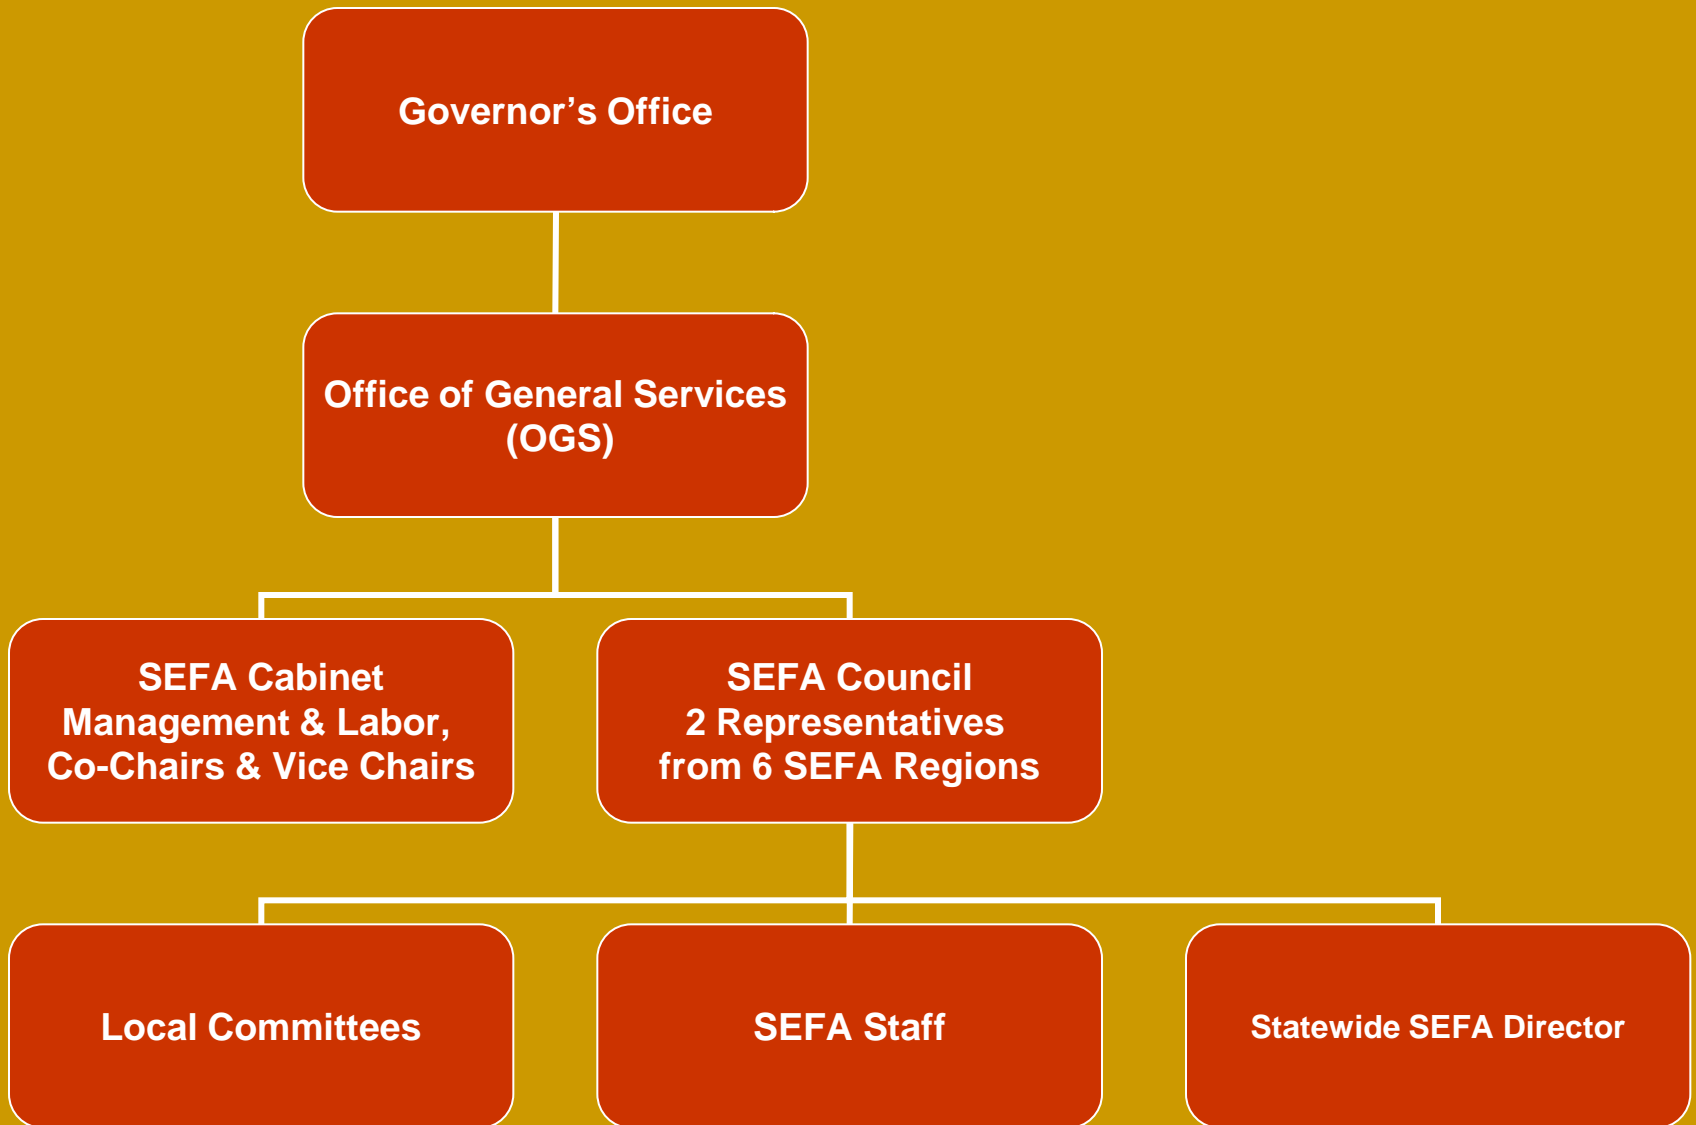 Governor’s Office
Office of General Services
(OGS)
SEFA Cabinet
Management & Labor,
Co-Chairs & Vice Chairs
SEFA Council
2 Representatives
from 6 SEFA Regions
Local Committees
SEFA Staff
Statewide SEFA Director